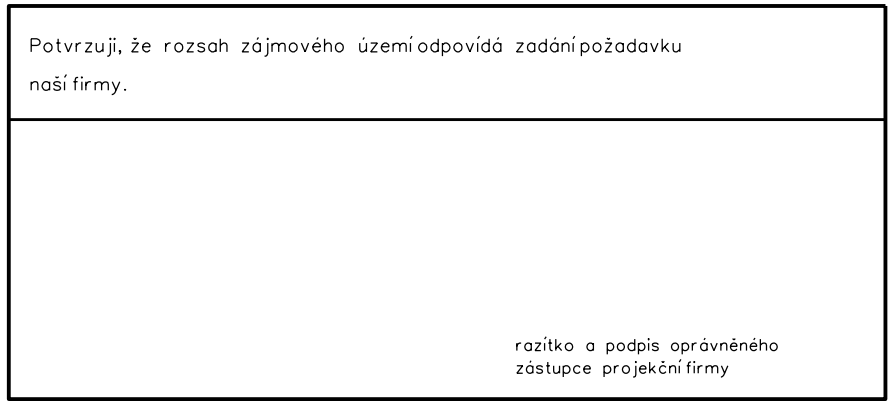 Potvrzuji, že rozsah zájmového území odpovídá zadání požadavku
naší firmy.
razítko a podpis oprávněného
zástupce projekční firmy